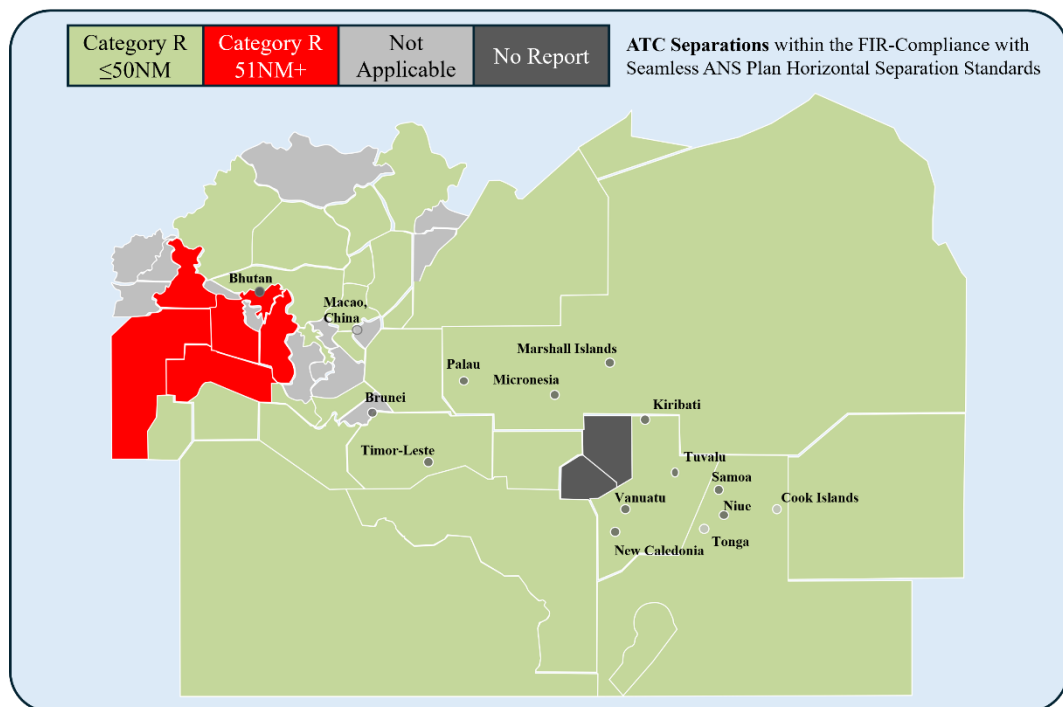 Category R
≤50NM
Category R
51NM+
Not
Applicable
No Report
ATC Separations within the FIR-Compliance with
Seamless ANS Plan Horizontal Separation Standards
Bhutan
Macao,
China
Marshall Islands
Palau
Micronesia
Brunei
Kiribati
Timor-Leste
Tuvalu
Samoa
Vanuatu
Niue
Cook Islands
New Caledonia
Tonga